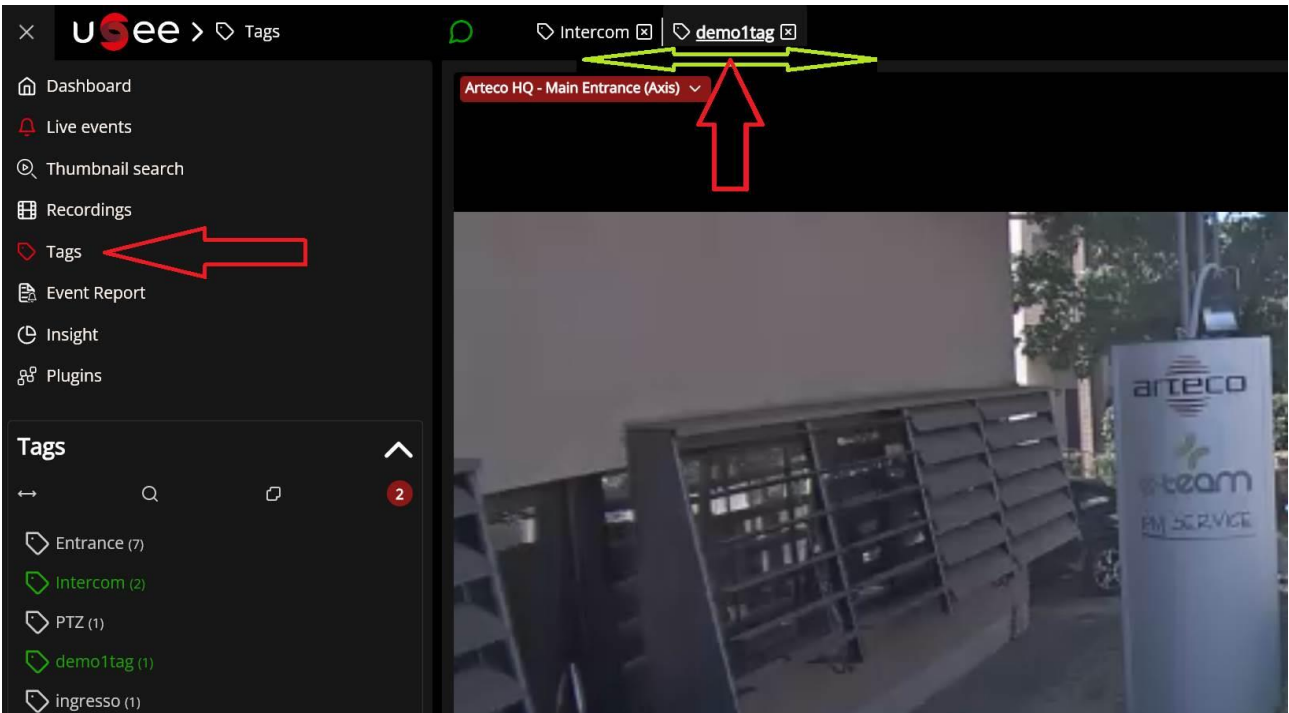 usee > Tags
Intercom
demo1tag
Dashboard
Live events
Thumbnail search
Recordings
Tags
Event Report
Insight
Plugins
Tags
2
Entrance (7)
Intercom (2)
PTZ (1)
demo1tag (1)
ingresso (1)
Arteco HQ - Main Entrance (Axis)
arteco
e-team
PM SERVICE